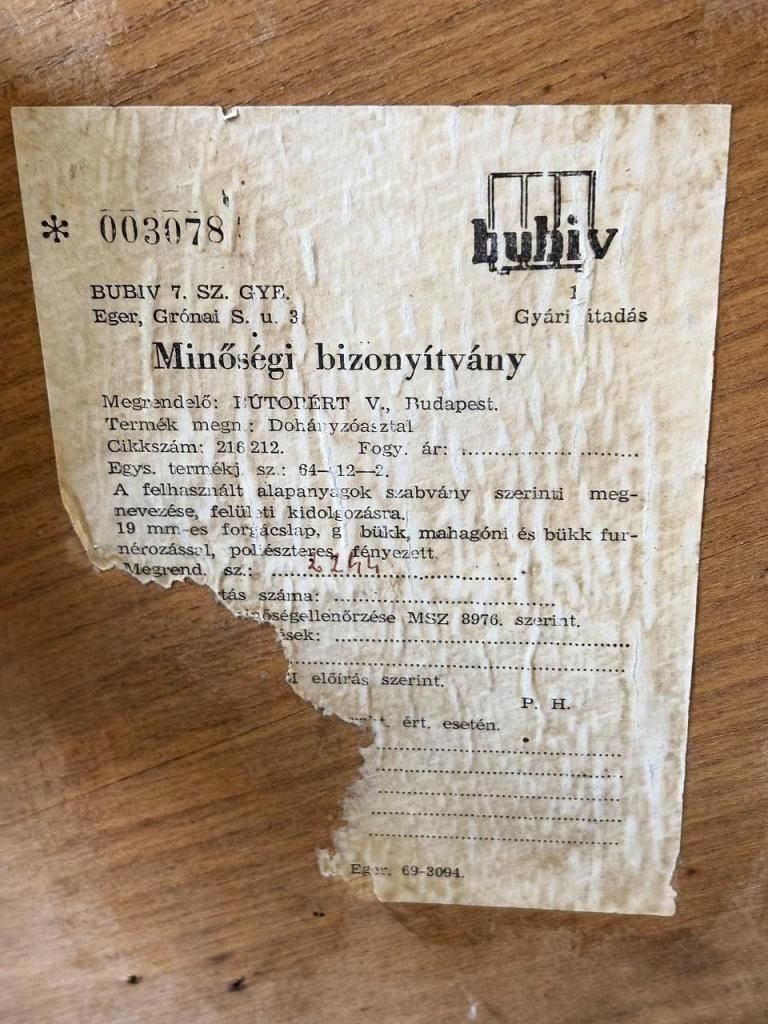 * 003078
bubiv
BUBIV 7. SZ. GYE.
Eger, Grónai S. u. 3
1
Gyári átadás
Minőségi bizonyítvány
Megrendelő: BÚTORÉRT V., Budapest.
Termék megn.: Dohányzóasztal
Cikkszám: 216 212. Fogy. ár: ..............................
Egys. termékj. sz.: 64—12—2.
A felhasznált alapanyagok szabvány szerinti meg-
nevezése, felületi kidolgozásra.
19 mm-es forgácslap, g bükk, mahagóni és bükk fur-
nérozással, poliészteres, fényezett.
Megrend. sz.: 2244
tás száma: ..............................
minőségellenőrzése MSZ 8976. szerint.
ések: ..............................
I előírás szerint.
P. H.
ért. esetén.
Eger. 69-3094.